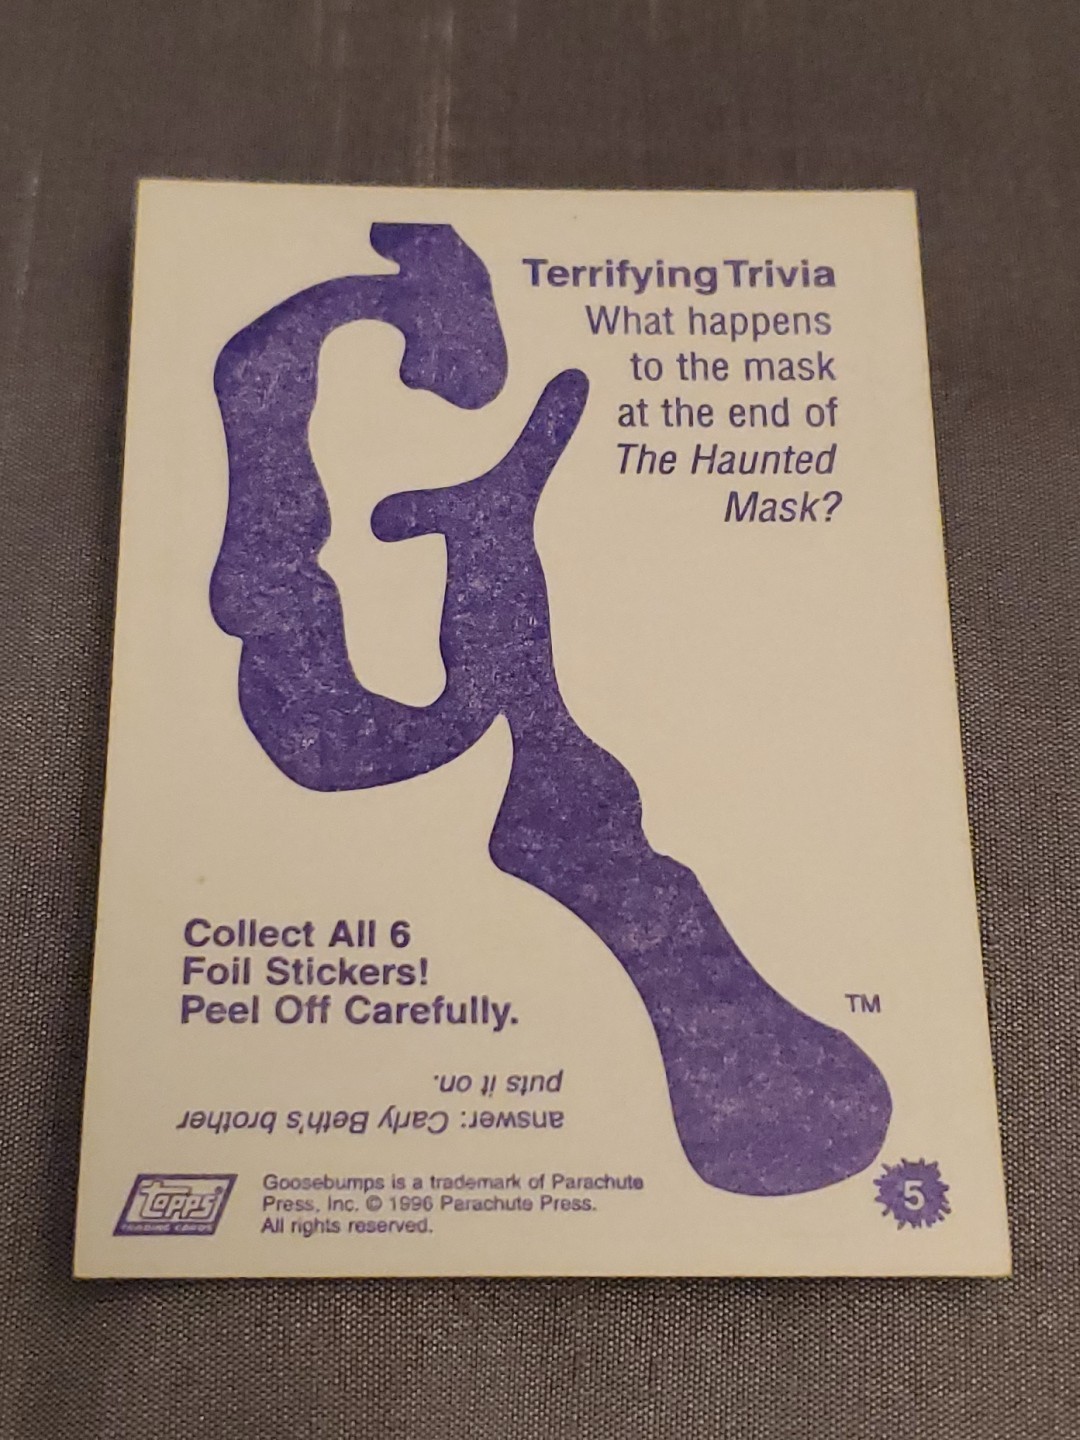 Terrifying Trivia
What happens
to the mask
at the end of
The Haunted
Mask?
Collect All 6
Foil Stickers!
Peel Off Carefully.
answer: Carly Beth's brother
puts it on.
TOPPS
TRADING CARDS
Goosebumps is a trademark of Parachute
Press, Inc. © 1996 Parachute Press.
All rights reserved.
TM
5